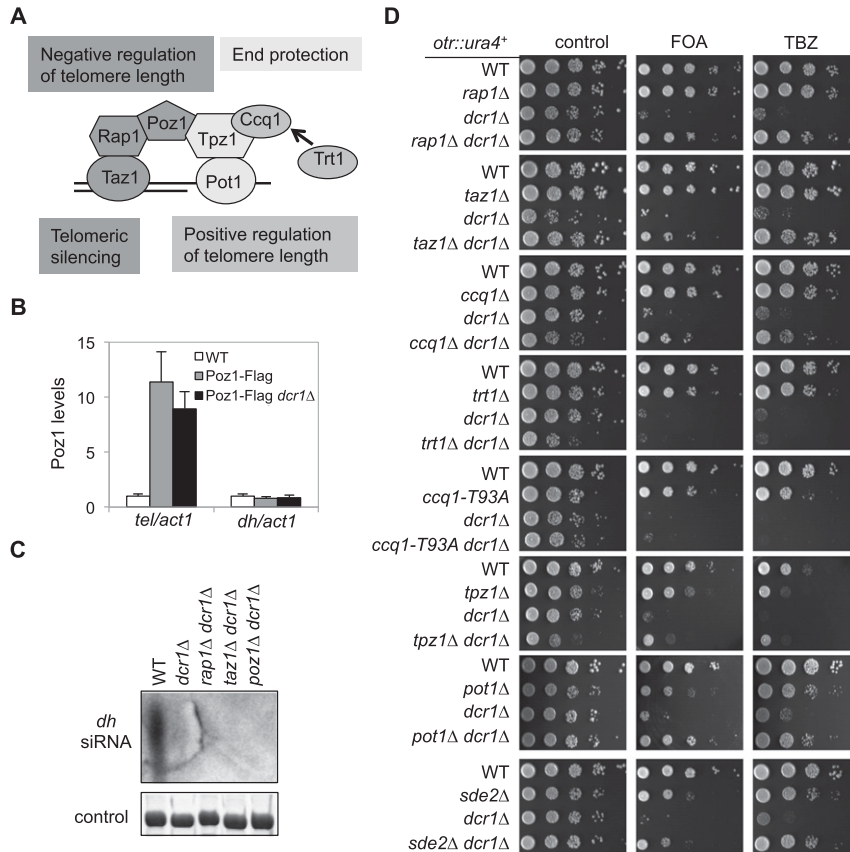 A
Negative regulation
of telomere length
End protection
Rap1
Poz1
Tpz1
Ccq1
Trt1
Taz1
Pot1
Telomeric
silencing
Positive regulation
of telomere length
B
Poz1 levels
15
10
5
0
WT
Poz1-Flag
Poz1-Flag dcr1Δ
tel/act1
dh/act1
C
WT
dcr1Δ
rap1Δ dcr1Δ
taz1Δ dcr1Δ
poz1Δ dcr1Δ
dh
siRNA
control
D
otr::ura4⁺
control
FOA
TBZ
WT
rap1Δ
dcr1Δ
rap1Δ dcr1Δ
WT
taz1Δ
dcr1Δ
taz1Δ dcr1Δ
WT
ccq1Δ
dcr1Δ
ccq1Δ dcr1Δ
WT
trt1Δ
dcr1Δ
trt1Δ dcr1Δ
WT
ccq1-T93A
dcr1Δ
ccq1-T93A dcr1Δ
WT
tpz1Δ
dcr1Δ
tpz1Δ dcr1Δ
WT
pot1Δ
dcr1Δ
pot1Δ dcr1Δ
WT
sde2Δ
dcr1Δ
sde2Δ dcr1Δ